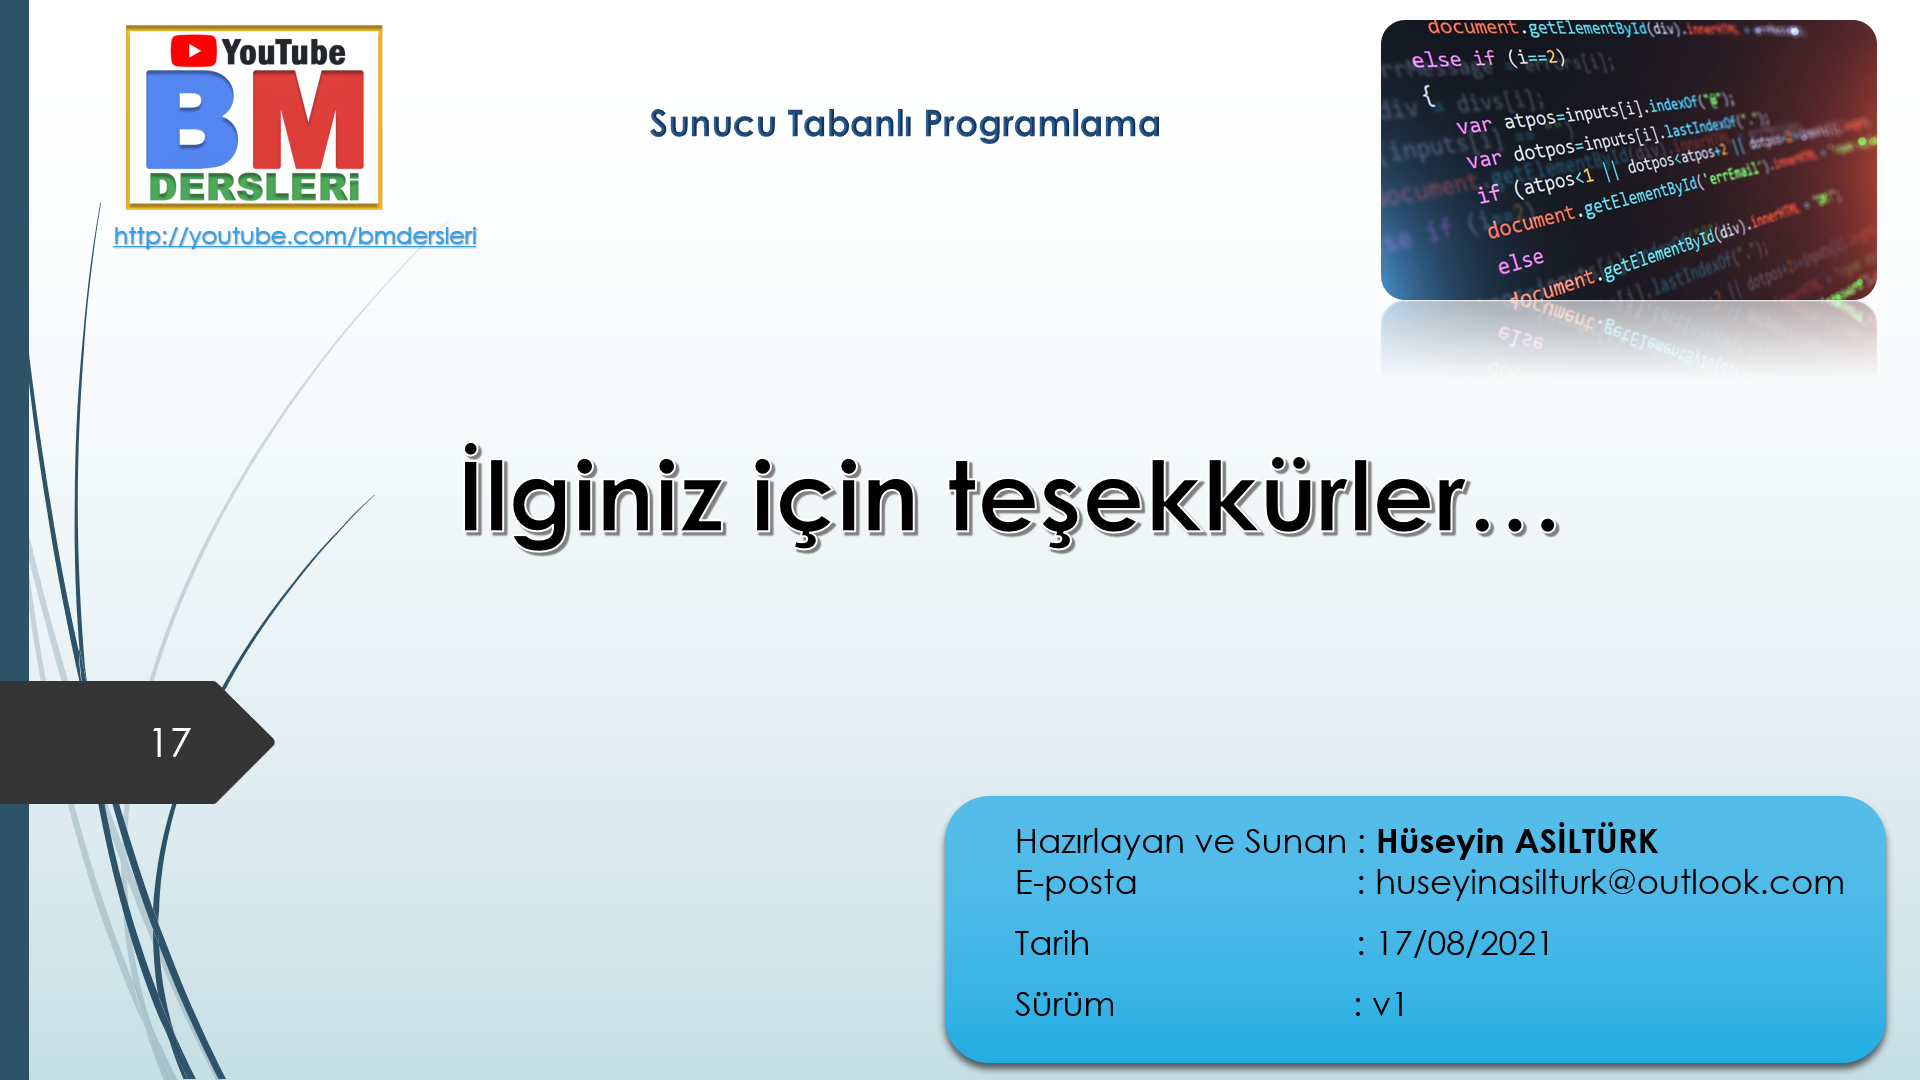 YouTube
BM
DERSLERi
http://youtube.com/bmdersleri
Sunucu Tabanlı Programlama
document.getElementById(div).innerHTML
else if (i==2)
{
var atpos=inputs[i].indexOf("@");
var dotpos=inputs[i].lastIndexOf(".");
if (atpos<1 || dotpos<atpos+2 ||
document.getElementById('errEmail').innerHTML
else
document.getElementById(div).innerHTML =
İlginiz için teşekkürler...
17
Hazırlayan ve Sunan : Hüseyin ASİLTÜRK
E-posta : huseyinasilturk@outlook.com
Tarih : 17/08/2021
Sürüm : v1